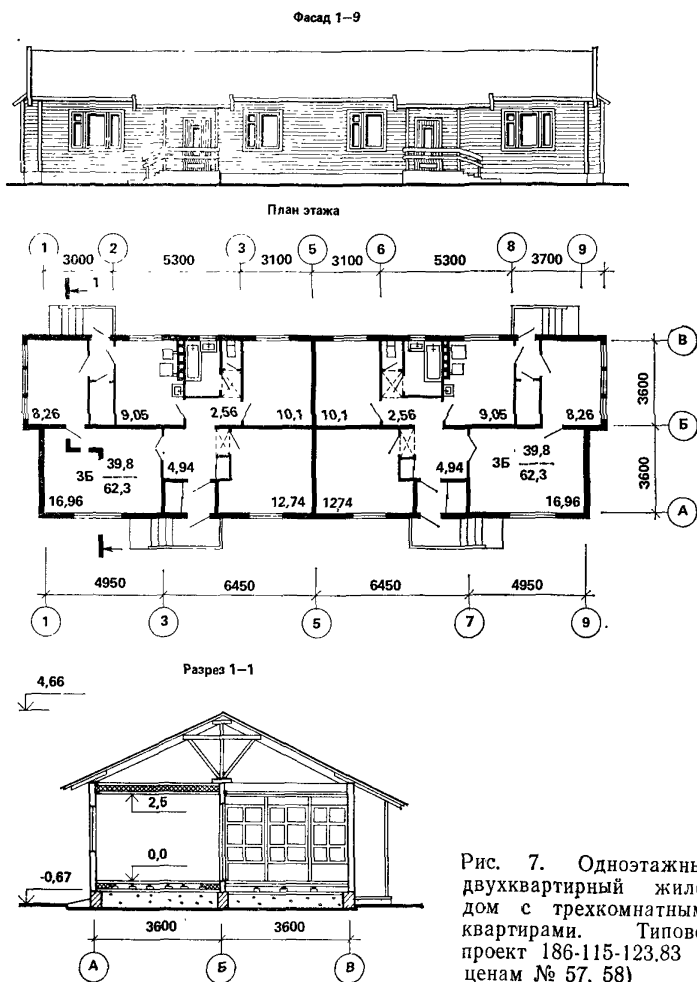 Фасад 1—9
План этажа
1 2 3 5 6 8 9
3000 5300 3100 3100 5300 3700
1
В
3600
8,26 9,05 2,56 10,1 10,1 2,56 9,05 8,26
Б
39,8 39,8
3Б 4,94 4,94 3Б
62,3 62,3
3600
16,96 12,74 12,74 16,96
А
4950 6450 6450 4950
1 3 5 7 9
Разрез 1—1
4,66
2,5
0,0
-0,67
3600 3600
А Б В
Рис. 7. Одноэтажны
двухквартирный жило
дом с трехкомнатным
квартирами. Типово
проект 186-115-123.83
ценам № 57, 58)